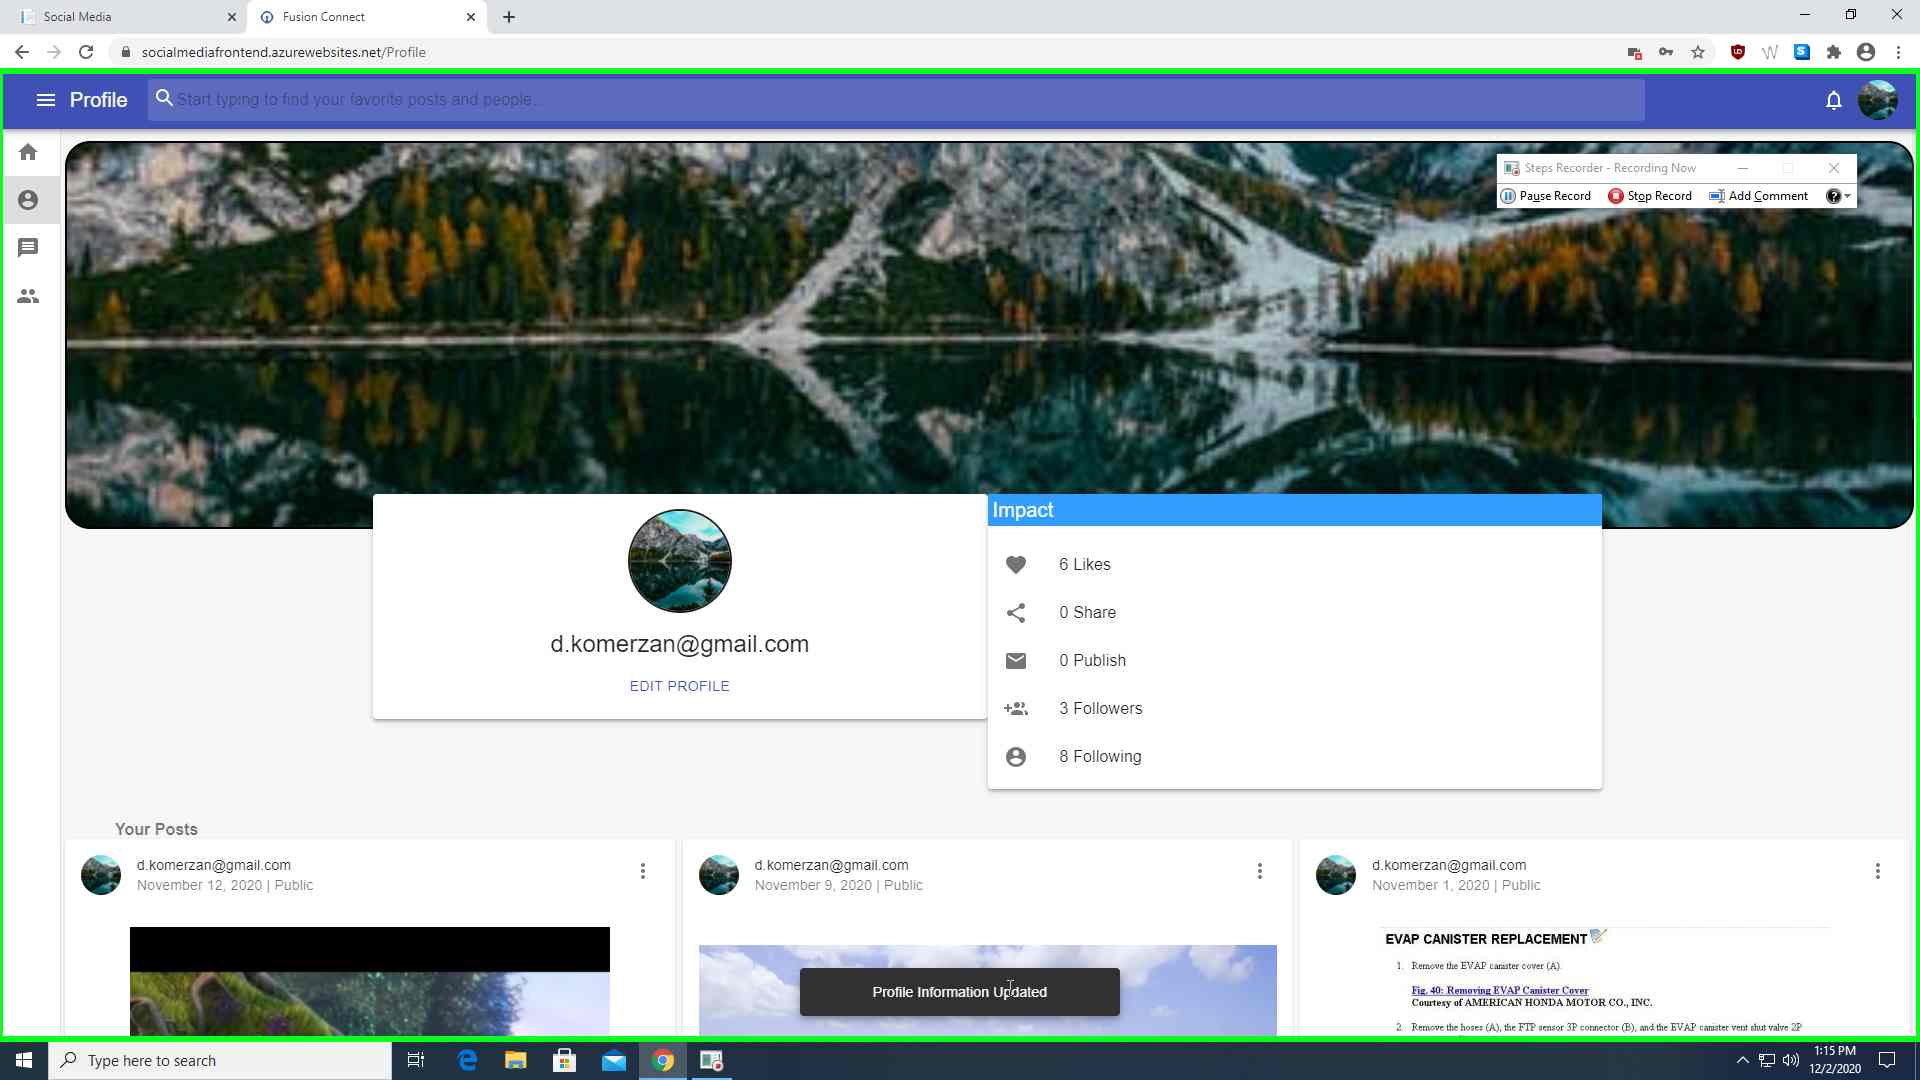 Social Media
Fusion Connect
socialmediafrontend.azurewebsites.net/Profile
Profile
Start typing to find your favorite posts and people...
Steps Recorder - Recording Now
Pause Record
Stop Record
Add Comment
Impact
6 Likes
0 Share
0 Publish
3 Followers
8 Following
d.komerzan@gmail.com
EDIT PROFILE
Your Posts
d.komerzan@gmail.com
November 12, 2020 | Public
d.komerzan@gmail.com
November 9, 2020 | Public
d.komerzan@gmail.com
November 1, 2020 | Public
EVAP CANISTER REPLACEMENT
1. Remove the EVAP canister cover (A).
Fig. 40: Removing EVAP Canister Cover
Courtesy of AMERICAN HONDA MOTOR CO., INC.
2. Remove the hoses (A), the FTP sensor 3P connector (B), and the EVAP canister vent shut valve 2P
Profile Information Updated
Type here to search
1:15 PM
12/2/2020